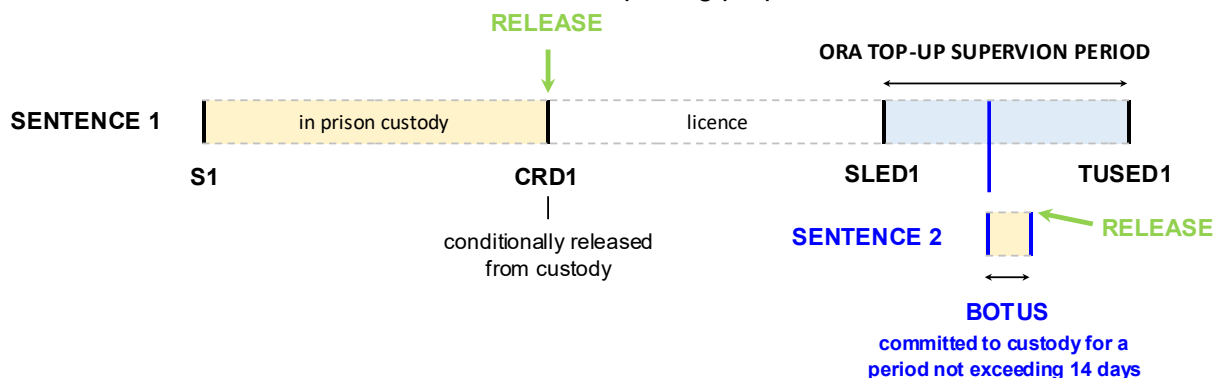 RELEASE
ORA TOP-UP SUPERVION PERIOD
SENTENCE 1
in prison custody
licence
S1
CRD1
SLED1
TUSED1
conditionally released
from custody
SENTENCE 2
RELEASE
BOTUS
committed to custody for a
period not exceeding 14 days